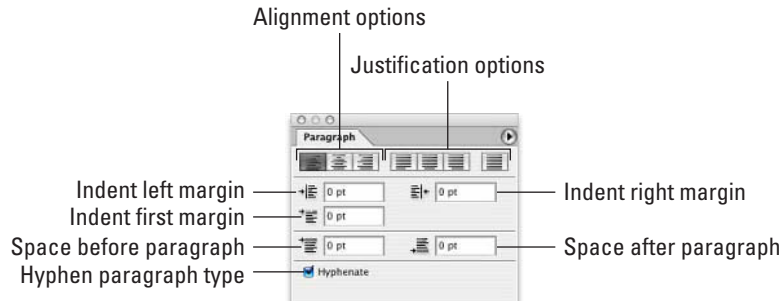 Alignment options
Justification options
Paragraph
Indent left margin
0 pt
0 pt
Indent right margin
Indent first margin
0 pt
Space before paragraph
0 pt
0 pt
Space after paragraph
Hyphen paragraph type
Hyphenate